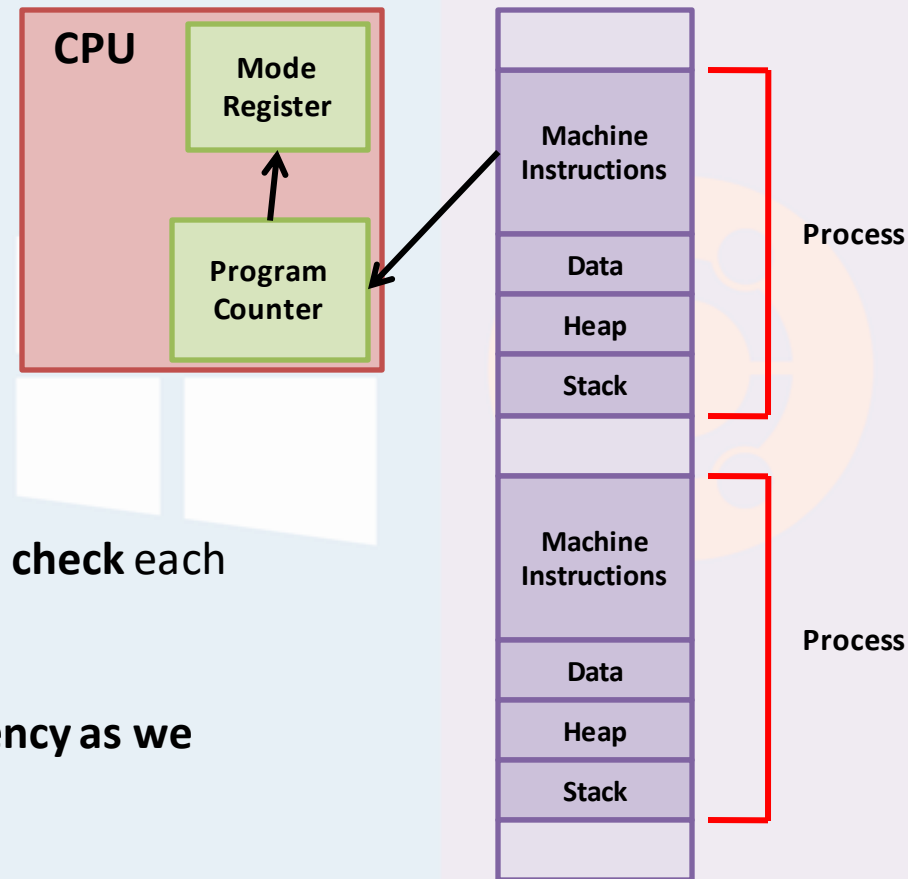 CPU
Mode
Register
Program
Counter
check each
ency as we
Machine
Instructions
Data
Heap
Stack
Process
Machine
Instructions
Data
Heap
Stack
Process